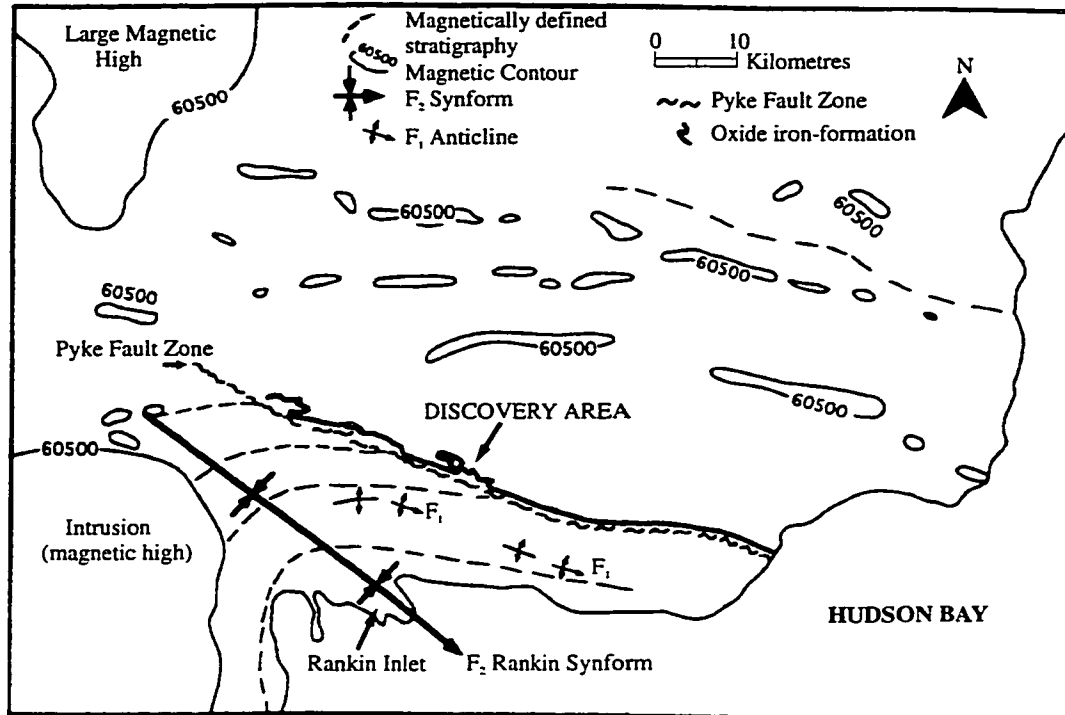 Large Magnetic
High
60500
Magnetically defined
stratigraphy
60500
Magnetic Contour
F₂ Synform
F₁ Anticline
0 10
Kilometres
Pyke Fault Zone
Oxide iron-formation
N
60500
60500
60500
60500
60500
60500
Pyke Fault Zone
DISCOVERY AREA
60500
Intrusion
(magnetic high)
F₁
F₁
HUDSON BAY
Rankin Inlet
F₂ Rankin Synform